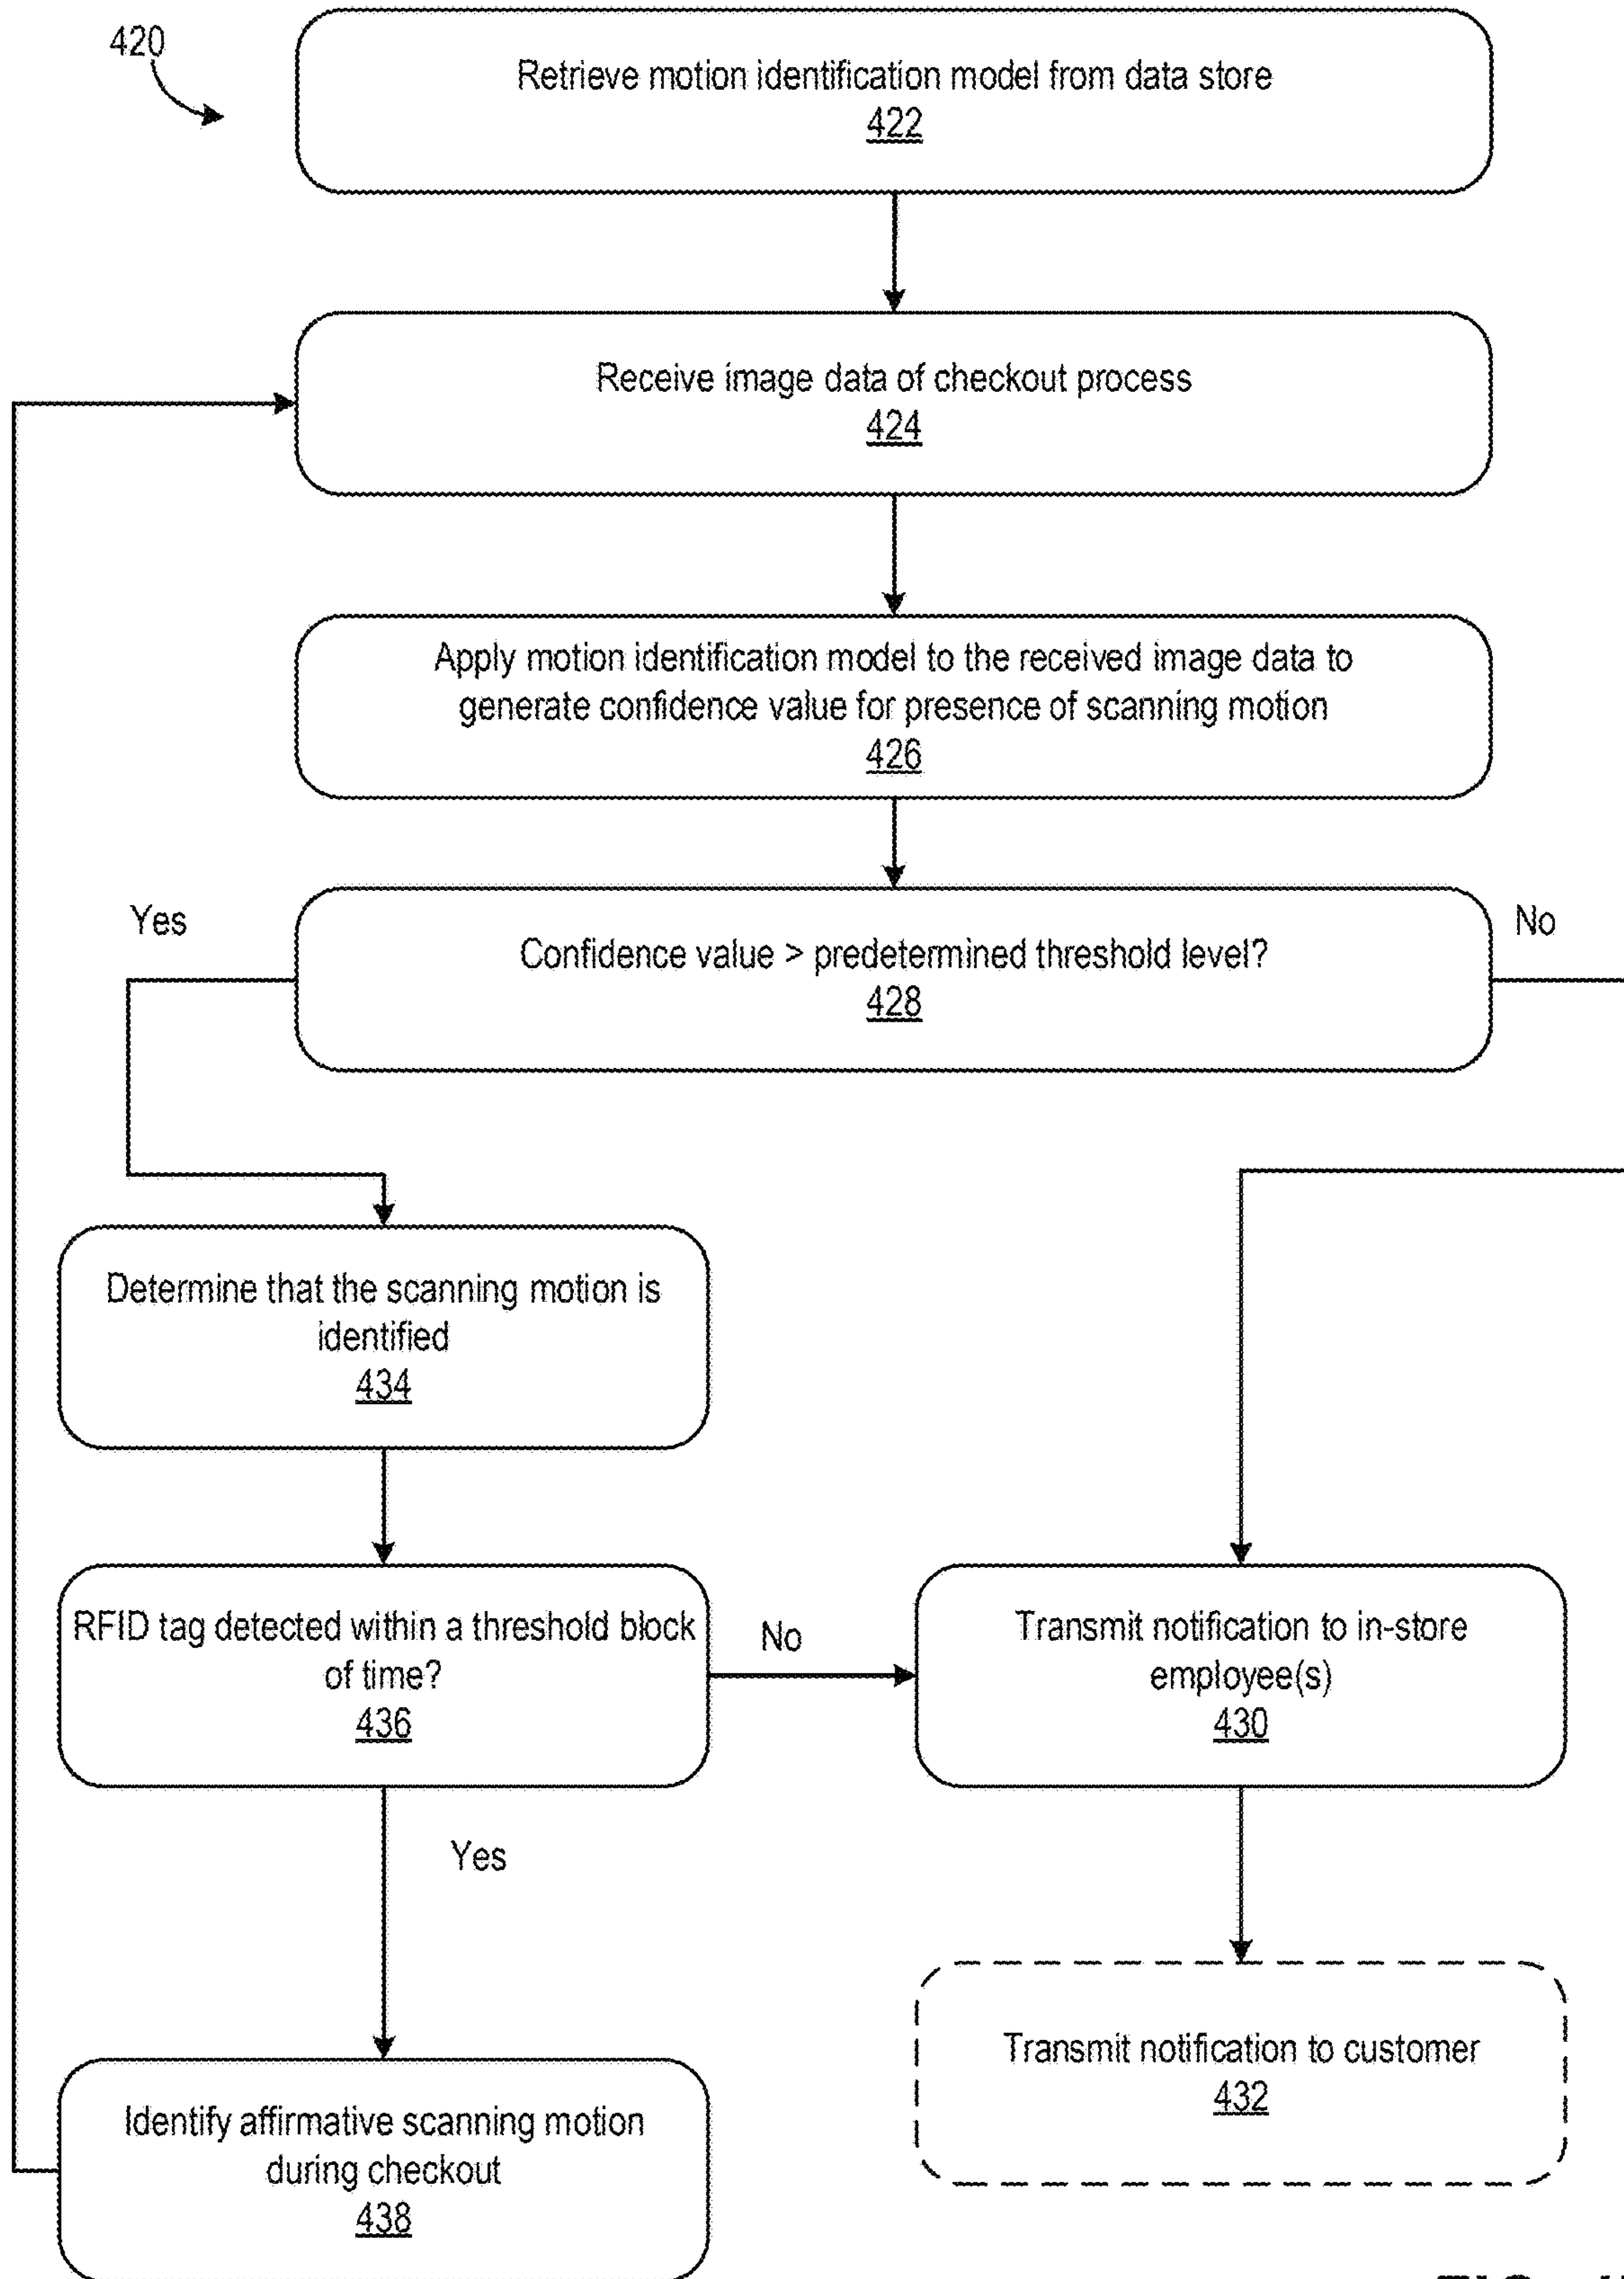 420
Retrieve motion identification model from data store
422
Receive image data of checkout process
424
Apply motion identification model to the received image data to
generate confidence value for presence of scanning motion
426
Yes
No
Confidence value > predetermined threshold level?
428
Determine that the scanning motion is
identified
434
RFID tag detected within a threshold block
of time?
436
No
Transmit notification to in-store
employee(s)
430
Yes
Transmit notification to customer
432
Identify affirmative scanning motion
during checkout
438